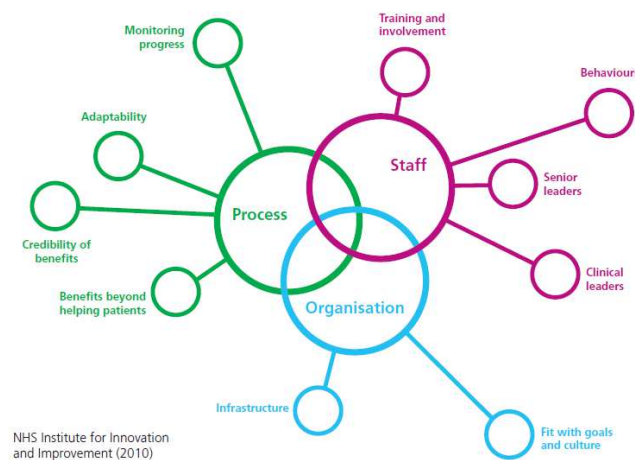 Monitoring
progress
Training and
involvement
Behaviours
Adaptability
Staff
Senior
leaders
Process
Credibility of
benefits
Clinical
leaders
Benefits beyond
helping patients
Organisation
Infrastructure
Fit with goals
and culture
NHS Institute for Innovation
and Improvement (2010)